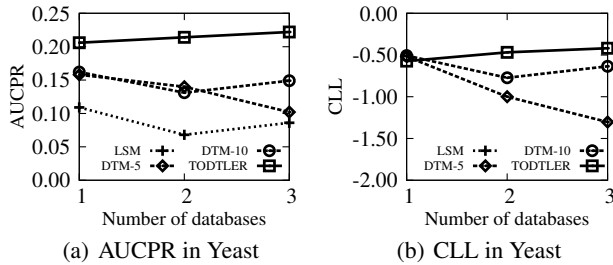 0.25
0.20
0.15
0.10
0.05
0.00
AUCPR
LSM
DTM-5
DTM-10
TODTLER
1 2 3
Number of databases
(a) AUCPR in Yeast
0.00
-0.50
-1.00
-1.50
-2.00
CLL
LSM
DTM-5
DTM-10
TODTLER
1 2 3
Number of databases
(b) CLL in Yeast